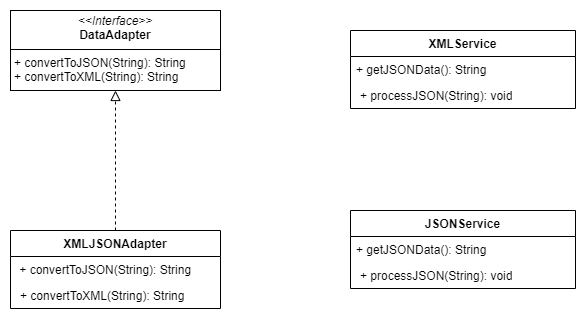 <<Interface>>
DataAdapter
+ convertToJSON(String): String
+ convertToXML(String): String
XMLService
+ getJSONData(): String
+ processJSON(String): void
XMLJSONAdapter
+ convertToJSON(String): String
+ convertToXML(String): String
JSONService
+ getJSONData(): String
+ processJSON(String): void